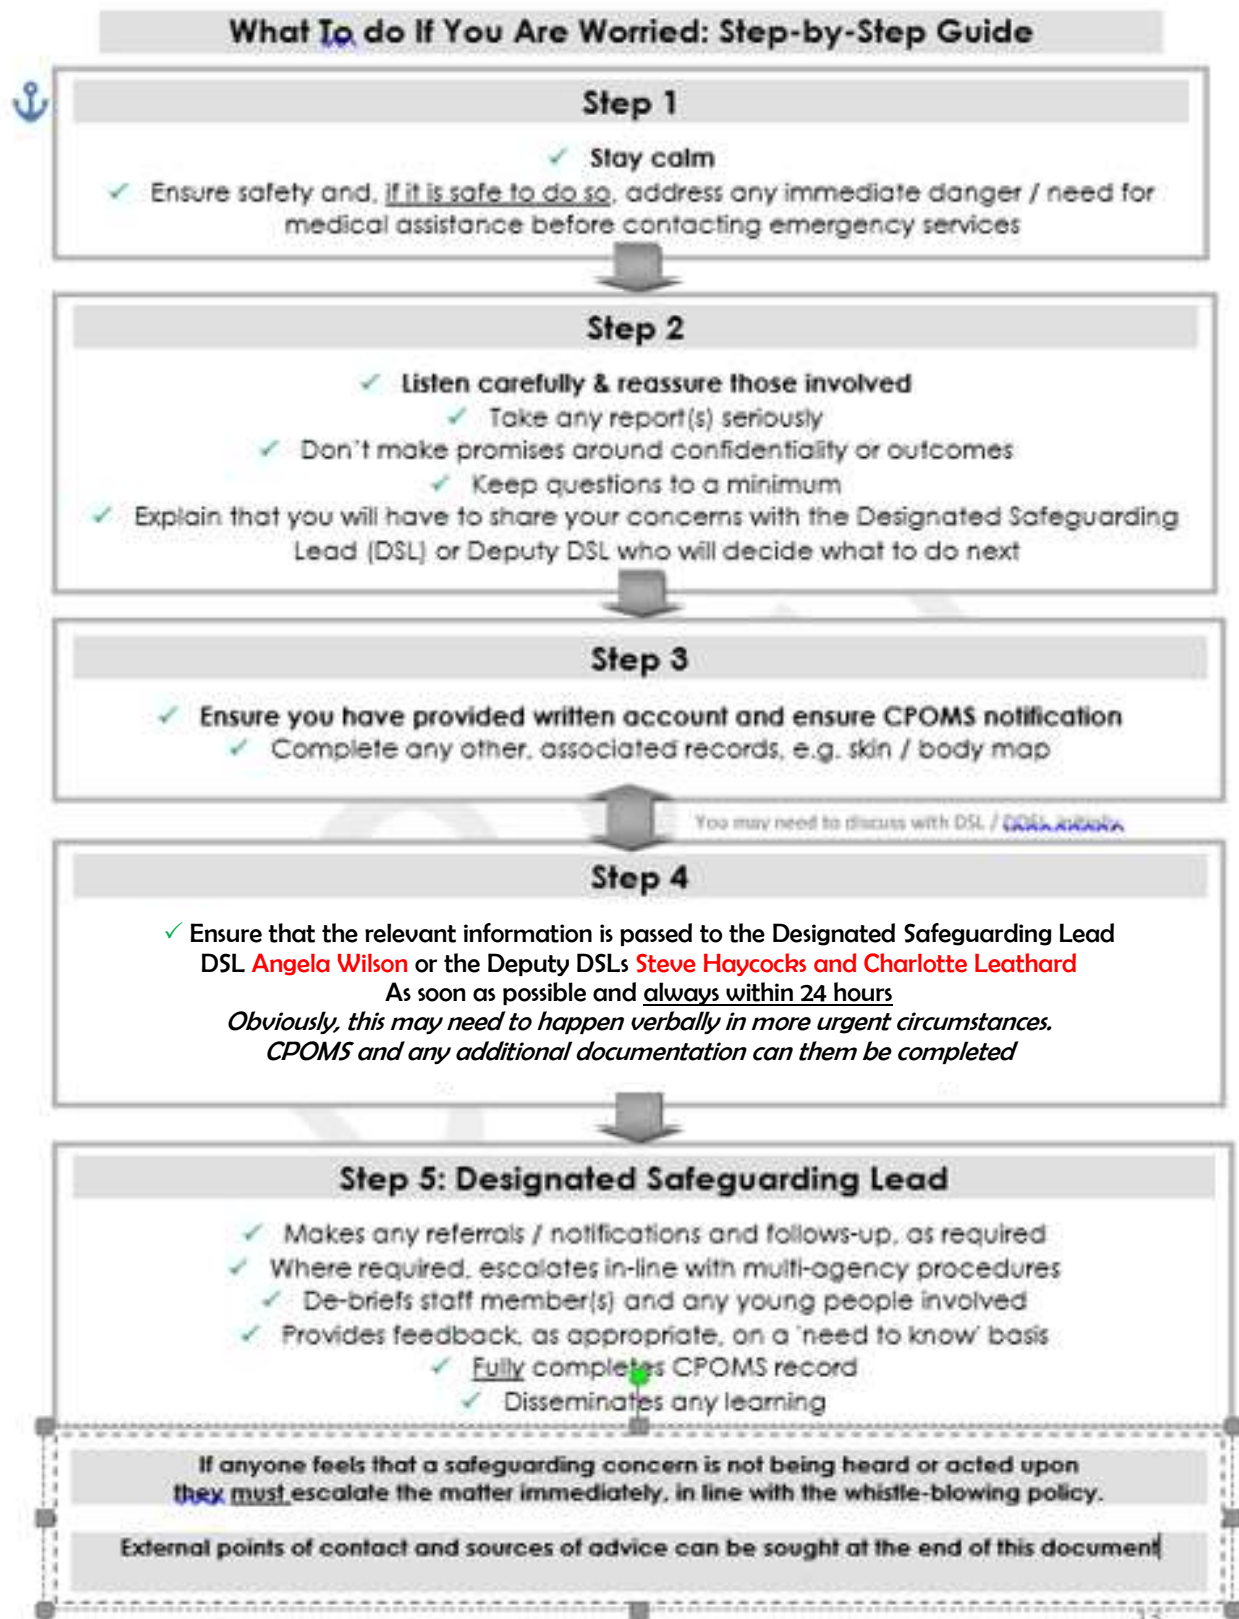 What To do If You Are Worried: Step-by-Step Guide
Step 1
✓ Stay calm
✓ Ensure safety and, if it is safe to do so, address any immediate danger / need for
medical assistance before contacting emergency services
Step 2
✓ Listen carefully & reassure those involved
✓ Take any report(s) seriously
✓ Don't make promises around confidentiality or outcomes
✓ Keep questions to a minimum
✓ Explain that you will have to share your concerns with the Designated Safeguarding
Lead (DSL) or Deputy DSL who will decide what to do next
Step 3
✓ Ensure you have provided written account and ensure CPOMS notification
✓ Complete any other, associated records, e.g. skin / body map
You may need to discuss with DSL / DDSL initially
Step 4
✓ Ensure that the relevant information is passed to the Designated Safeguarding Lead
DSL Angela Wilson or the Deputy DSLs Steve Haycocks and Charlotte Leathard
As soon as possible and always within 24 hours
Obviously, this may need to happen verbally in more urgent circumstances.
CPOMS and any additional documentation can them be completed
Step 5: Designated Safeguarding Lead
✓ Makes any referrals / notifications and follows-up, as required
✓ Where required, escalates in-line with multi-agency procedures
✓ De-briefs staff member(s) and any young people involved
✓ Provides feedback, as appropriate, on a 'need to know' basis
✓ Fully completes CPOMS record
✓ Disseminates any learning
If anyone feels that a safeguarding concern is not being heard or acted upon
they must escalate the matter immediately, in line with the whistle-blowing policy.
External points of contact and sources of advice can be sought at the end of this document